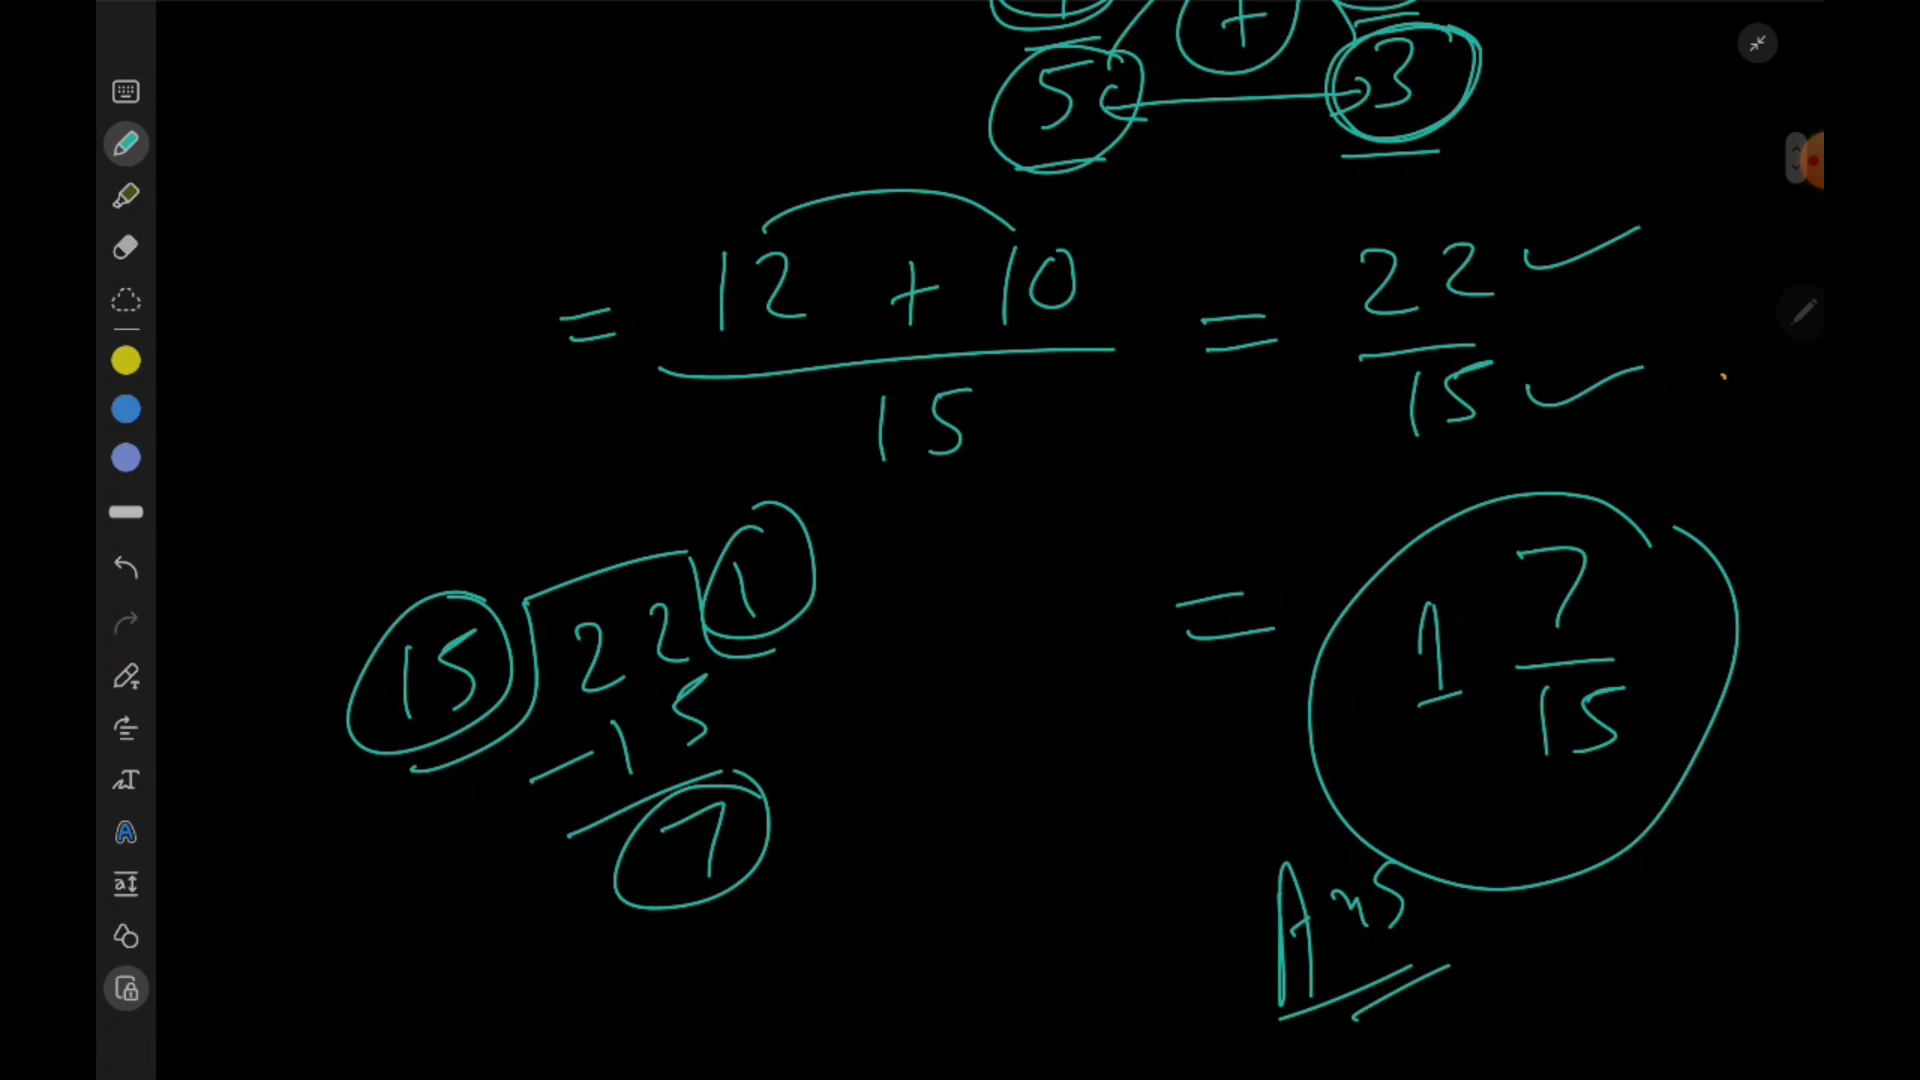 +
5 3
= 12 + 10 / 15 = 22 / 15
15 22 1
- 15
7
= 1 7/15
Ans